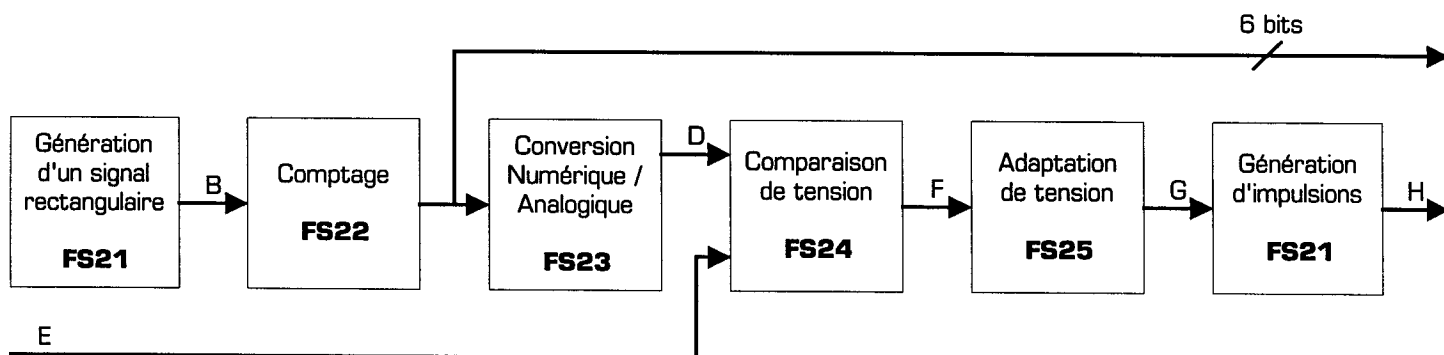 6 bits
Génération
d'un signal
rectangulaire
FS21
B
Comptage
FS22
Conversion
Numérique /
Analogique
FS23
D
Comparaison
de tension
FS24
F
Adaptation
de tension
FS25
G
Génération
d'impulsions
FS21
H
E